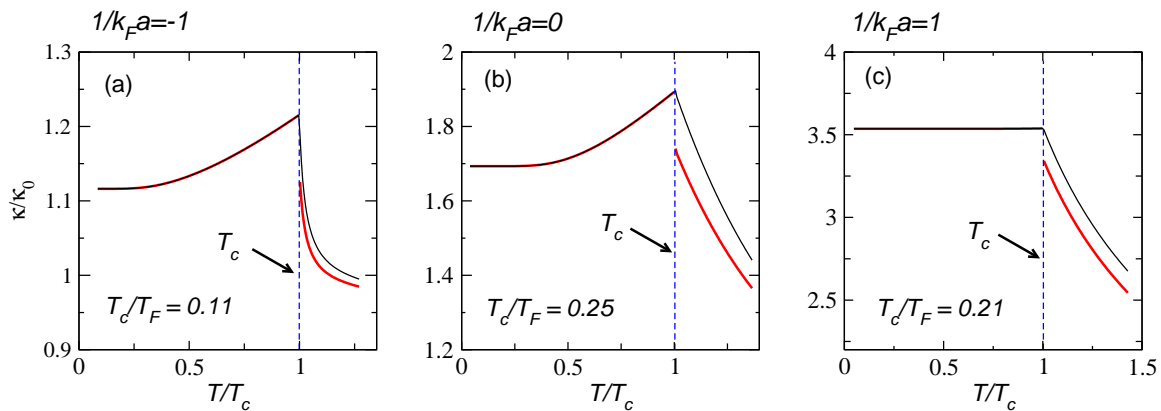 1/k_Fa=-1
1/k_Fa=0
1/k_Fa=1
(a)
(b)
(c)
κ/κ_0
1.3
1.2
1.1
1
0.9
2
1.8
1.6
1.4
1.2
4
3.5
3
2.5
T_c
T_c
T_c
T_c/T_F = 0.11
T_c/T_F = 0.25
T_c/T_F = 0.21
0 0.5 1
0 0.5 1
0 0.5 1 1.5
T/T_c
T/T_c
T/T_c